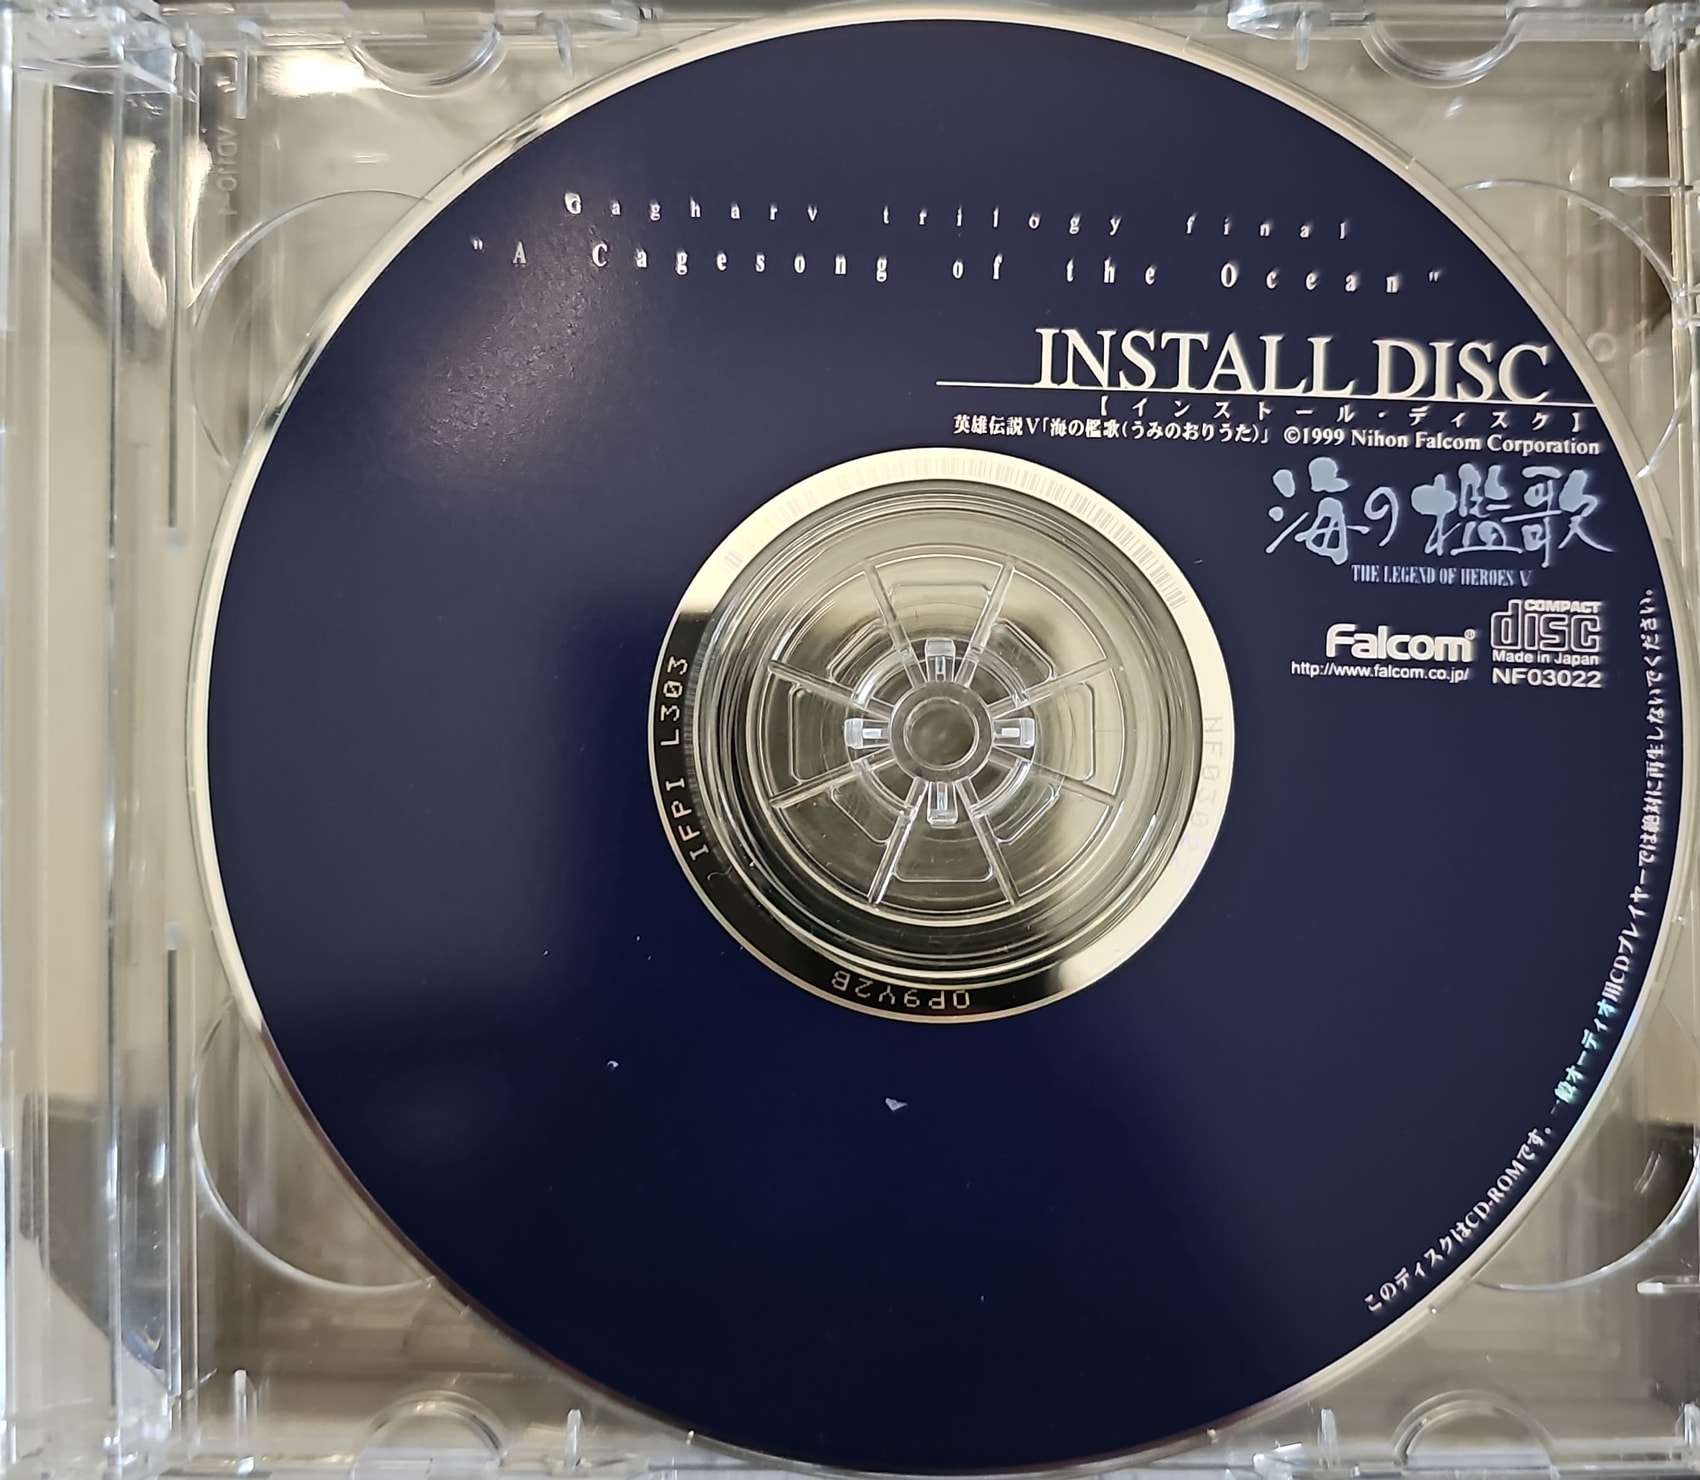 Gagharv trilogy final
"A Cagesong of the Ocean"
INSTALL DISC
【インストール・ディスク】
英雄伝説V「海の檻歌(うみのおりうた)」 ©1999 Nihon Falcom Corporation
海の檻歌
THE LEGEND OF HEROES V
Falcom®
http://www.falcom.co.jp/
COMPACT
disc
Made in Japan
NF03022
このディスクはCD-ROMです。一般オーディオ用CDプレイヤーでは絶対に再生しないでください。
IFPI L303
OP9Y2B